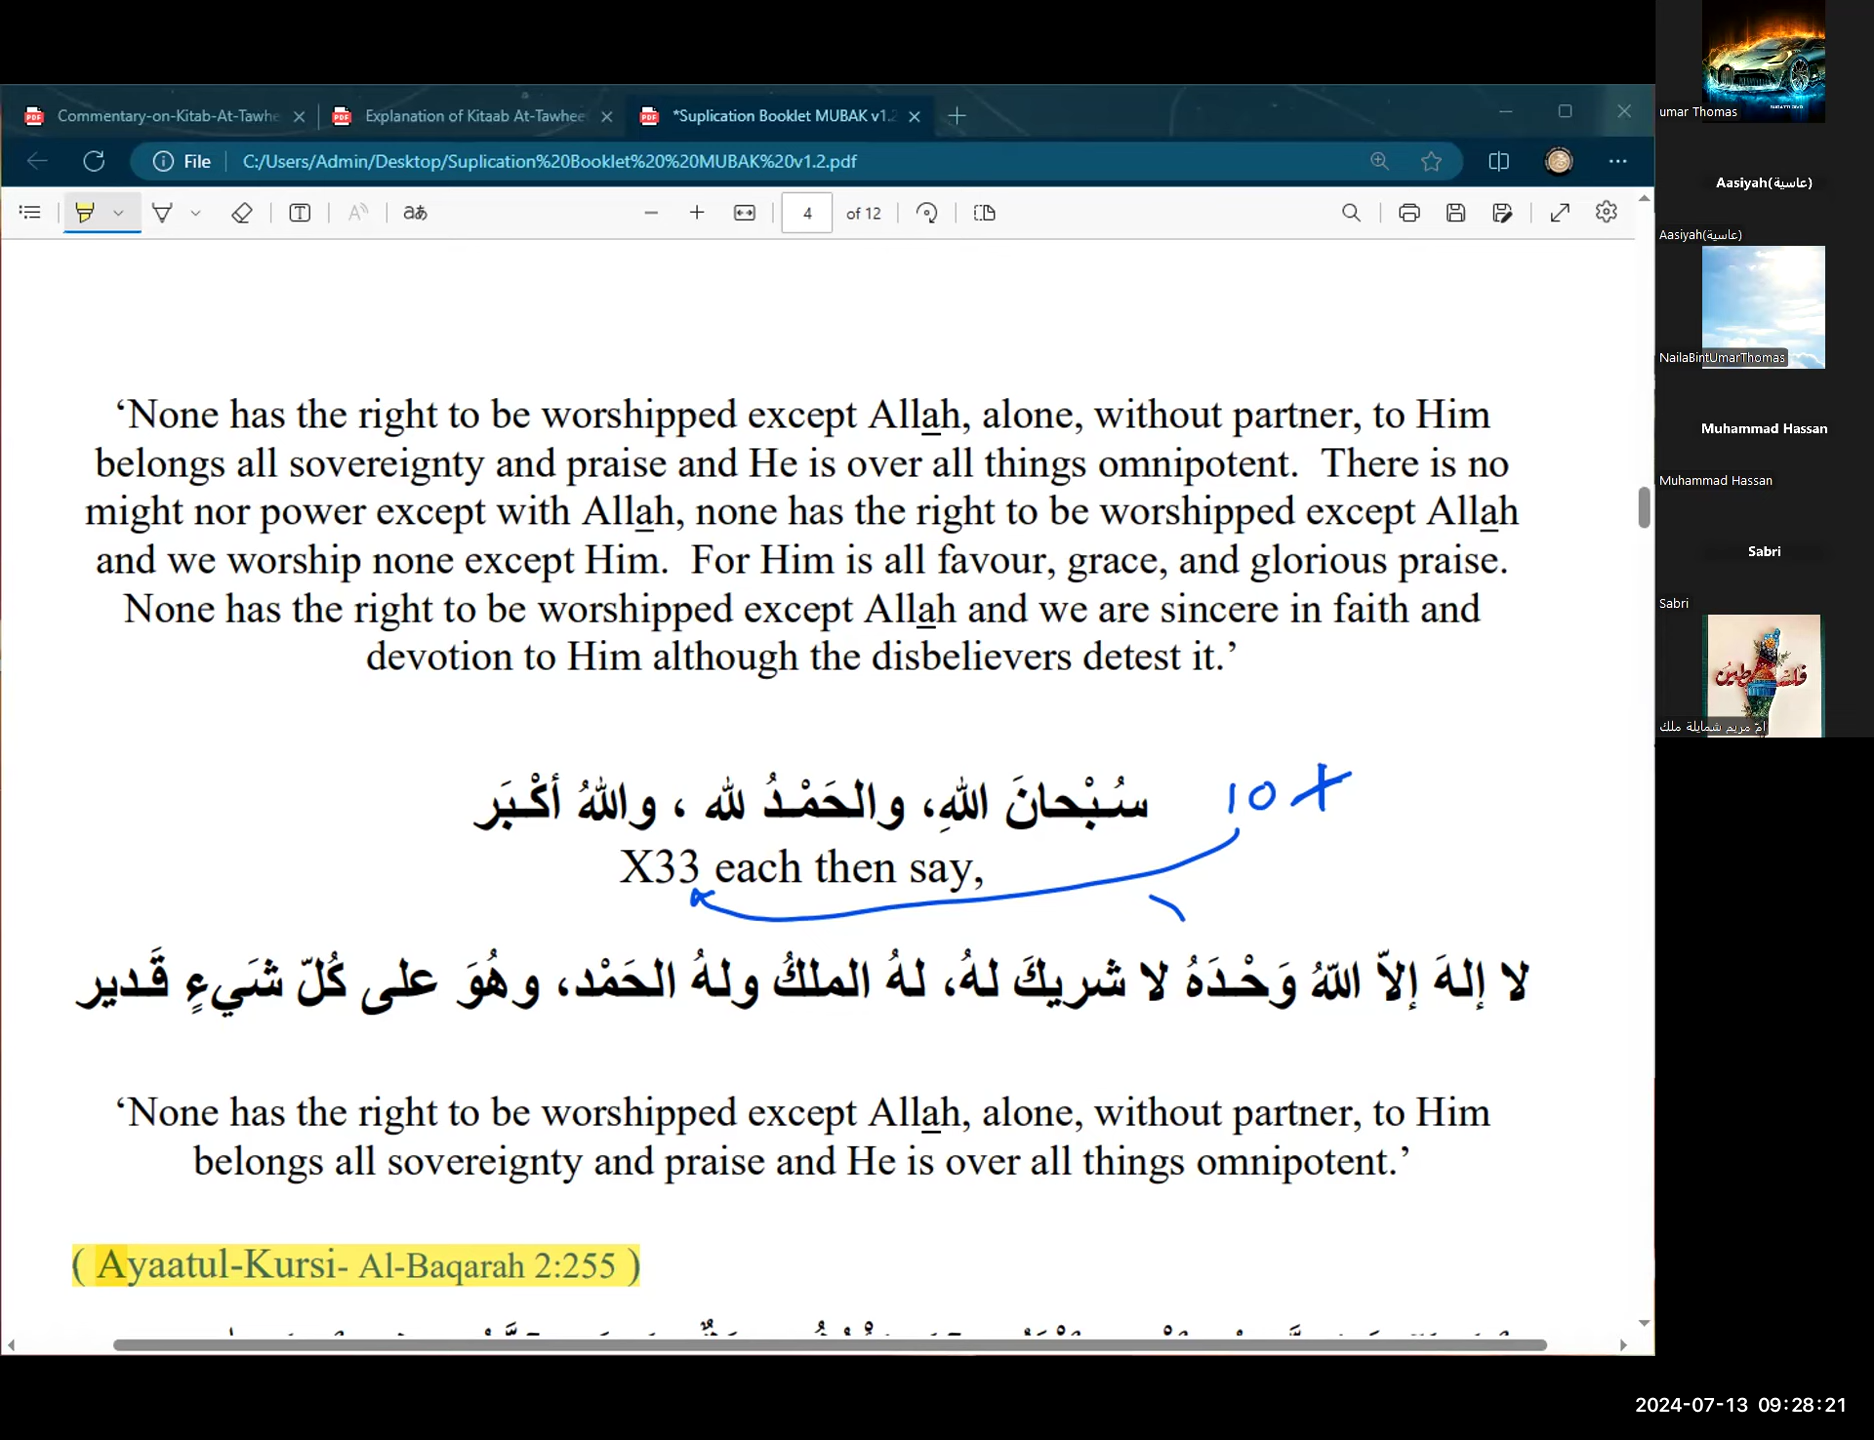 Commentary-on-Kitab-At-Tawhe
Explanation of Kitaab At-Tawhee
*Suplication Booklet MUBAK v1.2
File
C:/Users/Admin/Desktop/Suplication%20Booklet%20%20MUBAK%20v1.2.pdf
4 of 12
‘None has the right to be worshipped except Allah, alone, without partner, to Him
belongs all sovereignty and praise and He is over all things omnipotent.  There is no
might nor power except with Allah, none has the right to be worshipped except Allah
and we worship none except Him.  For Him is all favour, grace, and glorious praise.
None has the right to be worshipped except Allah and we are sincere in faith and
devotion to Him although the disbelievers detest it.’
سُبْحانَ اللهِ، والحَمْدُ لله ، واللهُ أكْبَر
10 X
X33 each then say,
لا إلهَ إلاّ اللهُ وَحْدَهُ لا شريكَ لهُ، لهُ الملكُ ولهُ الحَمْد، وهُوَ على كُلّ شَيءٍ قَدير
‘None has the right to be worshipped except Allah, alone, without partner, to Him
belongs all sovereignty and praise and He is over all things omnipotent.’
( Ayaatul-Kursi- Al-Baqarah 2:255 )
umar Thomas
Aasiyah(عاسية)
Aasiyah(عاسية)
NailaBintUmarThomas
Muhammad Hassan
Muhammad Hassan
Sabri
Sabri
فلسطين
ام مريم شمايلة ملك
2024-07-13 09:28:21